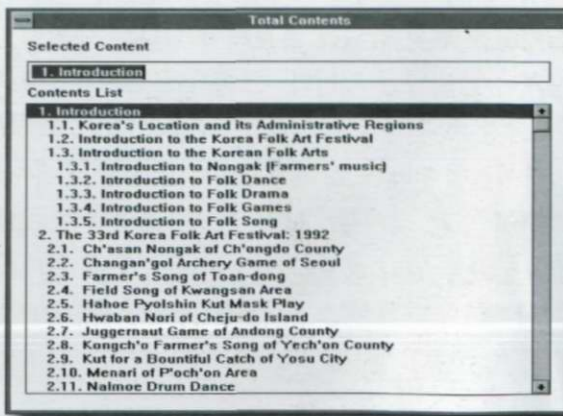 Total Contents
Selected Content
1. Introduction
Contents List
1. Introduction
1.1. Korea's Location and its Administrative Regions
1.2. Introduction to the Korea Folk Art Festival
1.3. Introduction to the Korean Folk Arts
1.3.1. Introduction to Nongak (Farmers' music)
1.3.2. Introduction to Folk Dance
1.3.3. Introduction to Folk Drama
1.3.4. Introduction to Folk Games
1.3.5. Introduction to Folk Song
2. The 33rd Korea Folk Art Festival: 1992
2.1. Ch'asan Nongak of Ch'ongdo County
2.2. Changan'gol Archery Game of Seoul
2.3. Farmer's Song of Toan-dong
2.4. Field Song of Kwangsan Area
2.5. Hahoe Pyolshin Kut Mask Play
2.6. Hwaban Nori of Cheju-do Island
2.7. Juggernaut Game of Andong County
2.8. Kongch'o Farmer's Song of Yech'on County
2.9. Kut for a Bountiful Catch of Yosu City
2.10. Menari of P'och'on Area
2.11. Nalmoe Drum Dance